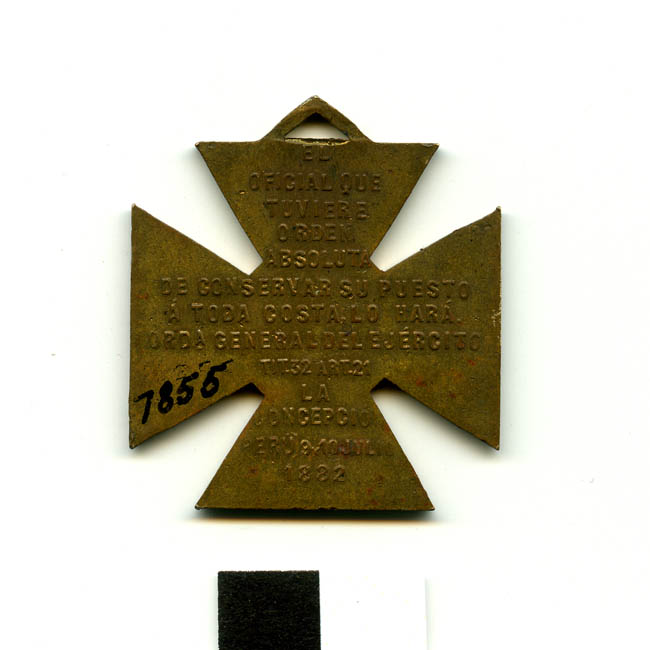 EL
OFICIAL QUE
TUVIERE
ORDEN
ABSOLUTA
DE CONSERVAR SU PUESTO
Á TODA COSTA, LO HARÁ.
ORDA GENERAL DEL EJÉRCITO
TIT.32 ART.21
LA
CONCEPCION
PERÚ 9-10 JULIO
1882
7855